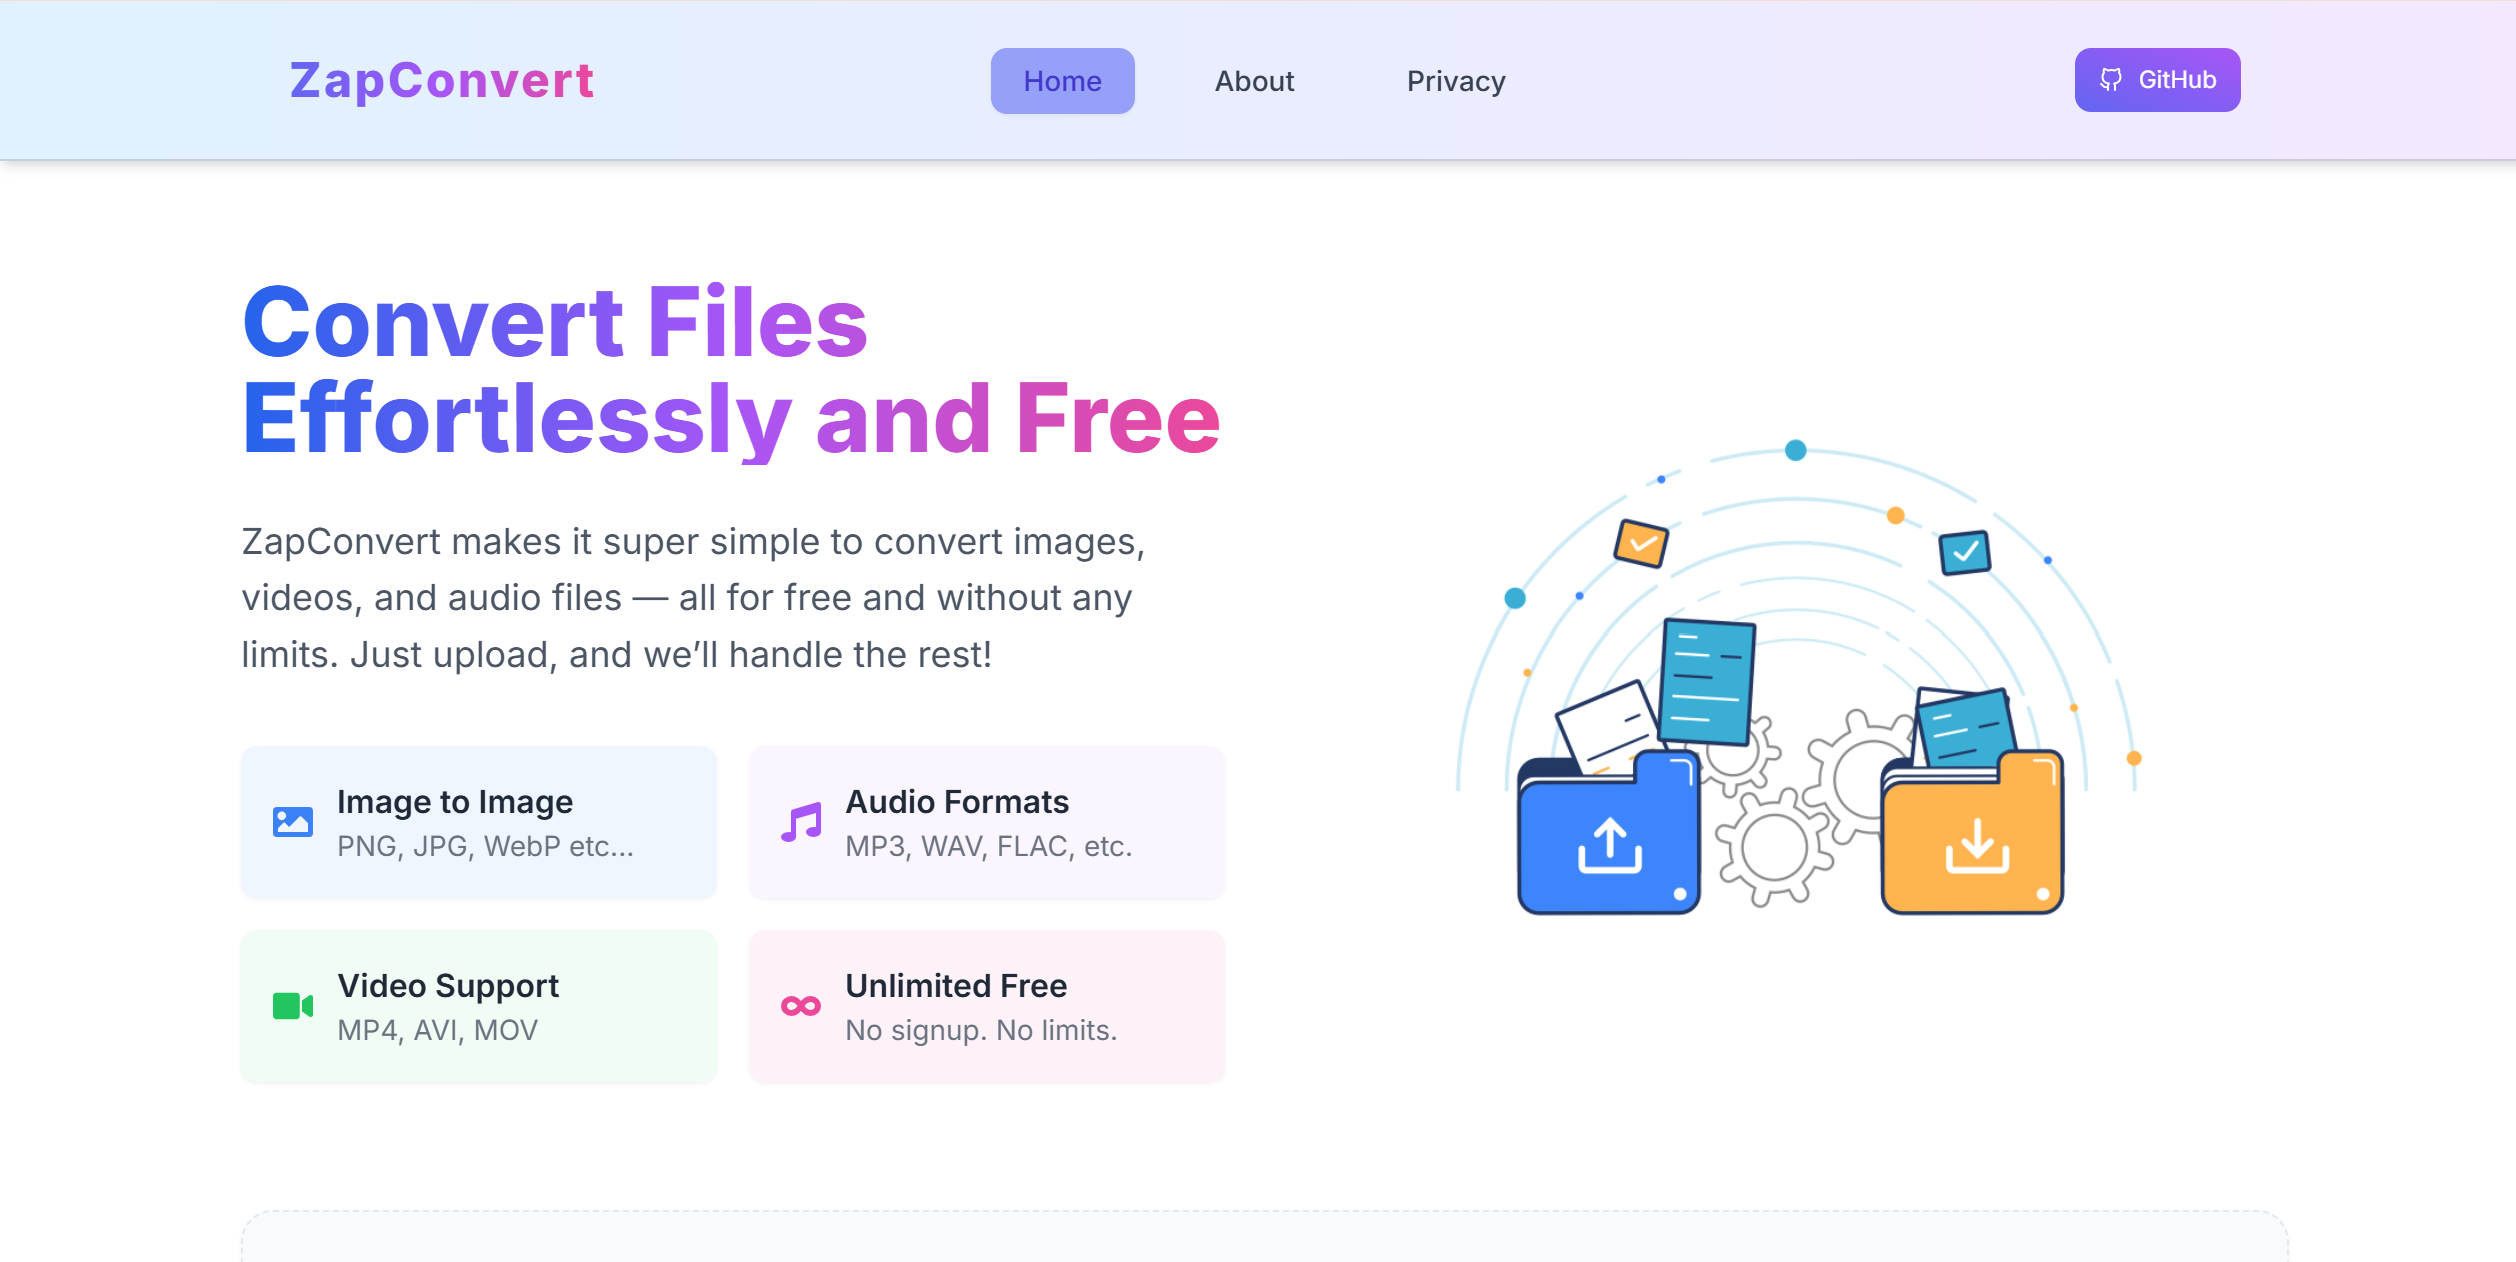 ZapConvert
Home
About
Privacy
GitHub
Convert Files
Effortlessly and Free
ZapConvert makes it super simple to convert images,
videos, and audio files — all for free and without any
limits. Just upload, and we’ll handle the rest!
Image to Image
PNG, JPG, WebP etc...
Audio Formats
MP3, WAV, FLAC, etc.
Video Support
MP4, AVI, MOV
Unlimited Free
No signup. No limits.